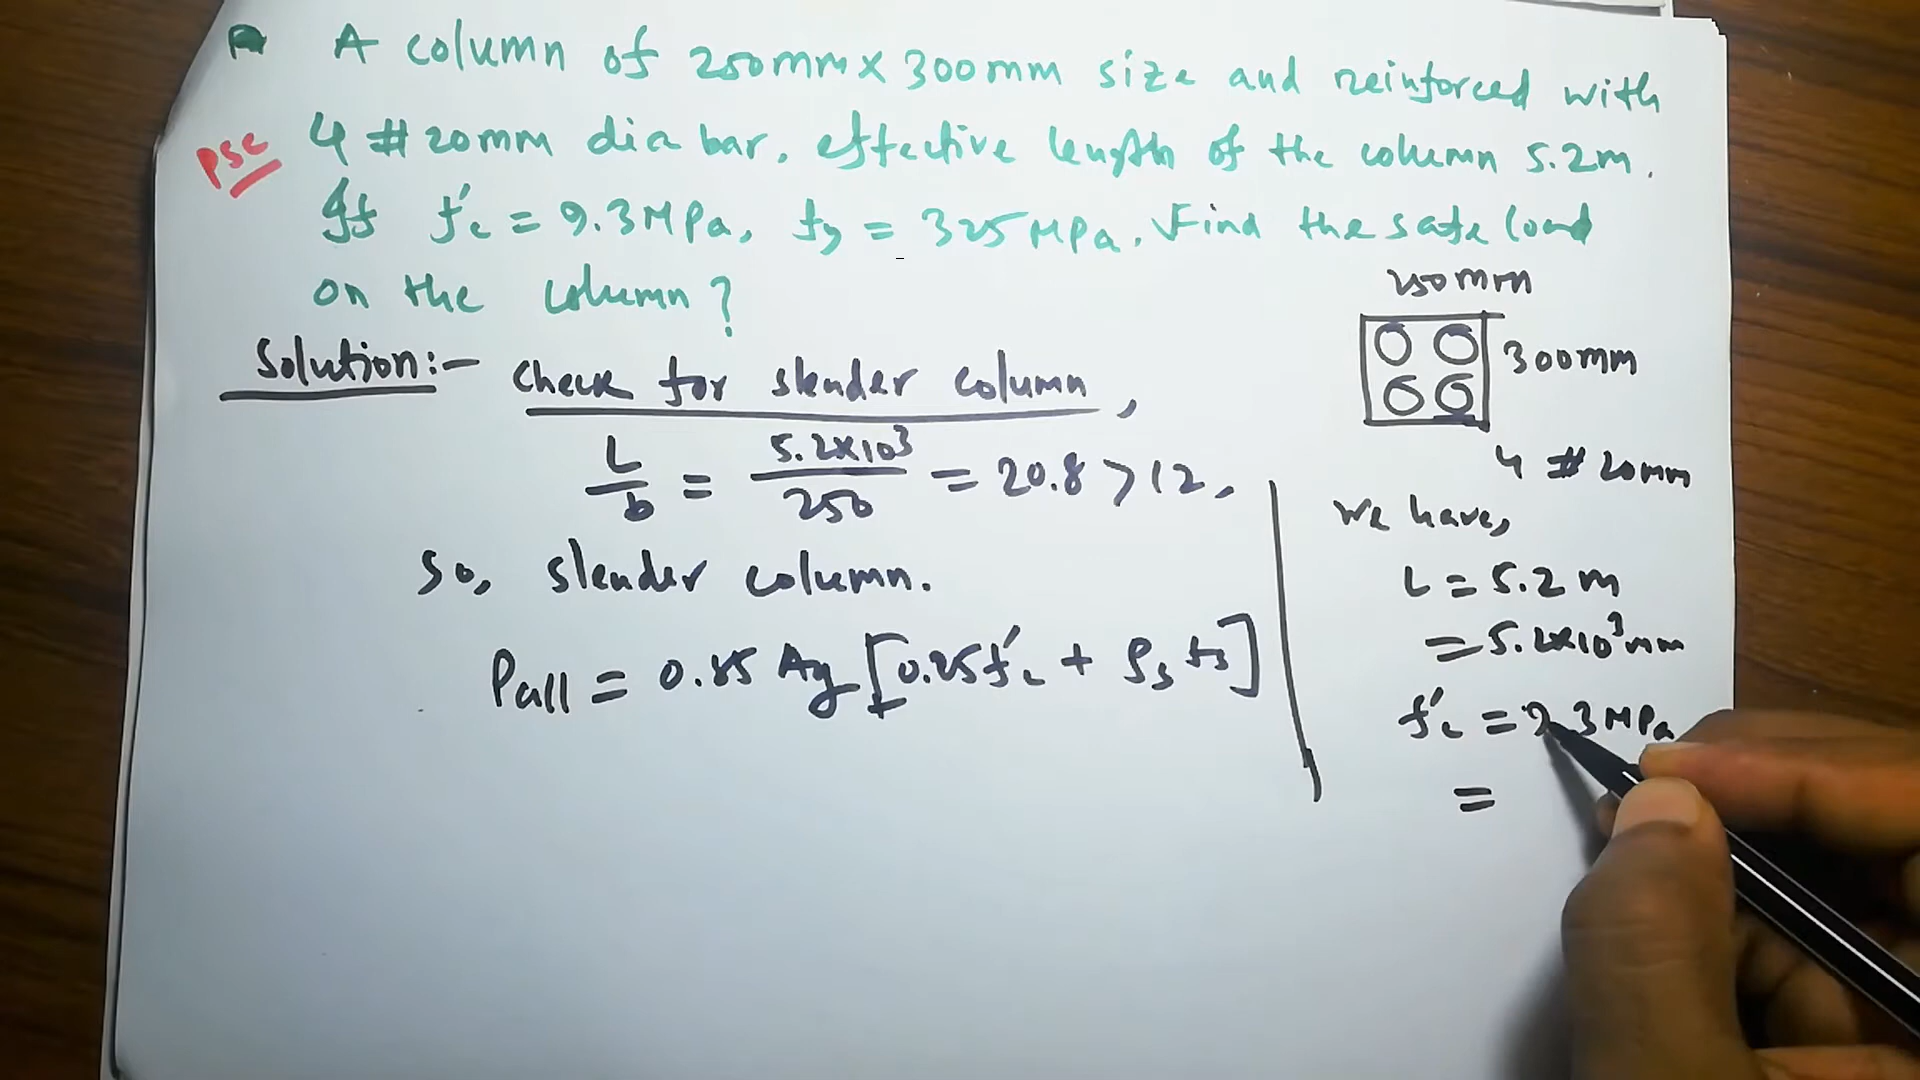 A column of 250mm x 300mm size and reinforced with
PSC
4 # 20mm dia bar. effective length of the column 5.2m.
If f'c = 9.3MPa, fy = 325MPa. Find the safe load
on the column?
250mm
300mm
4 # 20mm
Solution:- Check for slender column,
L/b = 5.2x10³/250 = 20.8 > 12,
So, slender column.
Pall = 0.85 Ag [0.25f'c + ρs fs]
We have,
L = 5.2 m
= 5.2x10³mm
f'c = 9.3MPa
=